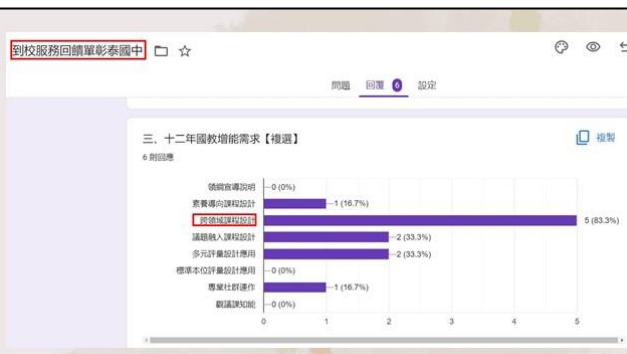 到校服務回饋單彰泰國中
問題 回覆 6 設定
三、十二年國教增能需求【複選】
複製
6 則回應
領綱宣導說明 0 (0%)
素養導向課程設計 1 (16.7%)
跨領域課程設計 5 (83.3%)
議題融入課程設計 2 (33.3%)
多元評量設計應用 2 (33.3%)
標準本位評量設計應用 0 (0%)
專業社群運作 1 (16.7%)
觀議課知能 0 (0%)
0 1 2 3 4 5